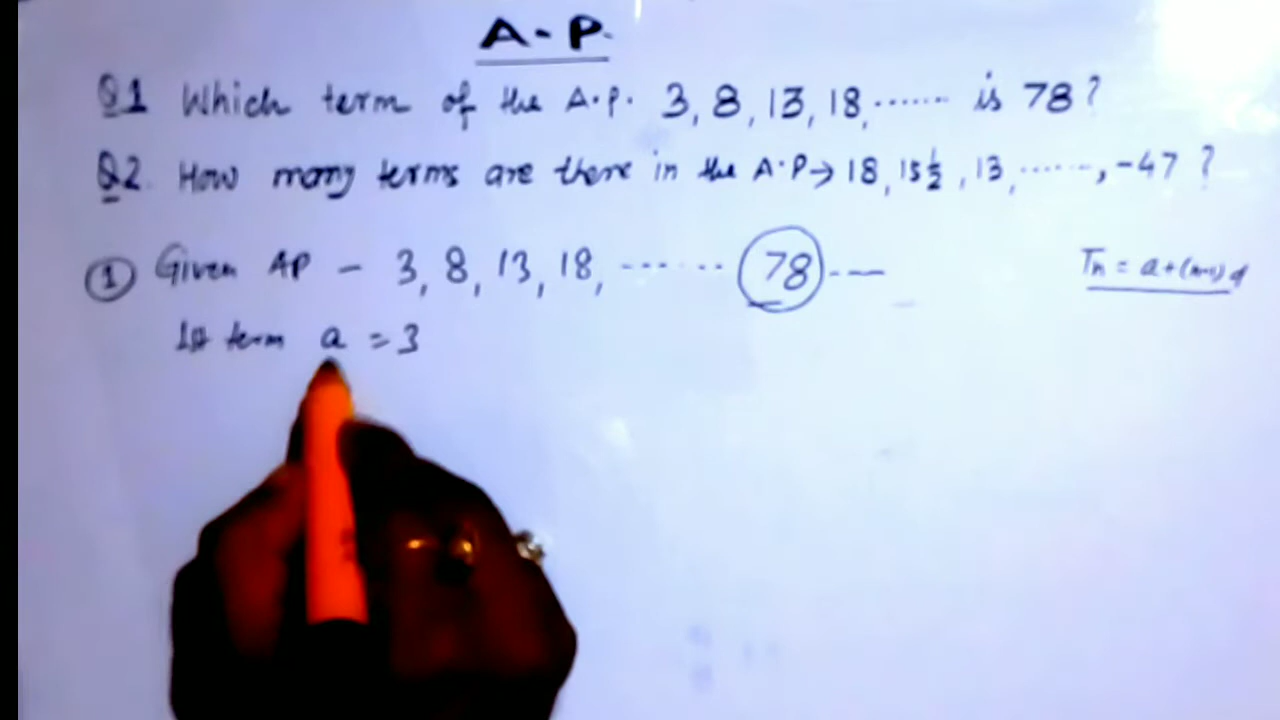 A.P.
Q1 Which term of the A.P. 3, 8, 13, 18, ...... is 78?
Q2. How many terms are there in the A.P→ 18, 15½, 13, ......, -47 ?
① Given AP - 3, 8, 13, 18, ------ 78 ---
Tn = a+(n-1)d
1st term a = 3